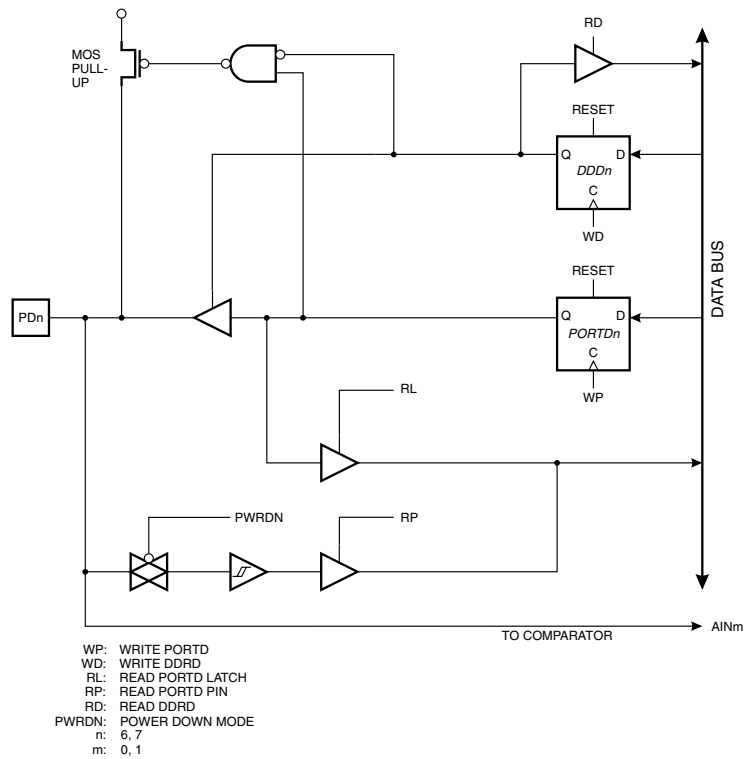 RD
MOS
PULL-
UP
RESET
Q D
DDDn
C
WD
DATA BUS
RESET
PDn
Q D
PORTDn
C
WP
RL
PWRDN
RP
TO COMPARATOR
AINm
WP: WRITE PORTD
WD: WRITE DDRD
RL: READ PORTD LATCH
RP: READ PORTD PIN
RD: READ DDRD
PWRDN: POWER DOWN MODE
n: 6, 7
m: 0, 1